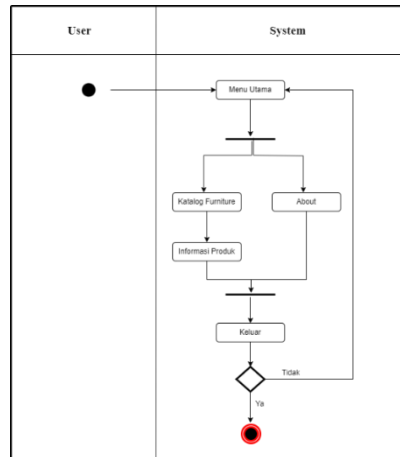 User
System
Menu Utama
Katalog Furniture
About
Informasi Produk
Keluar
Tidak
Ya